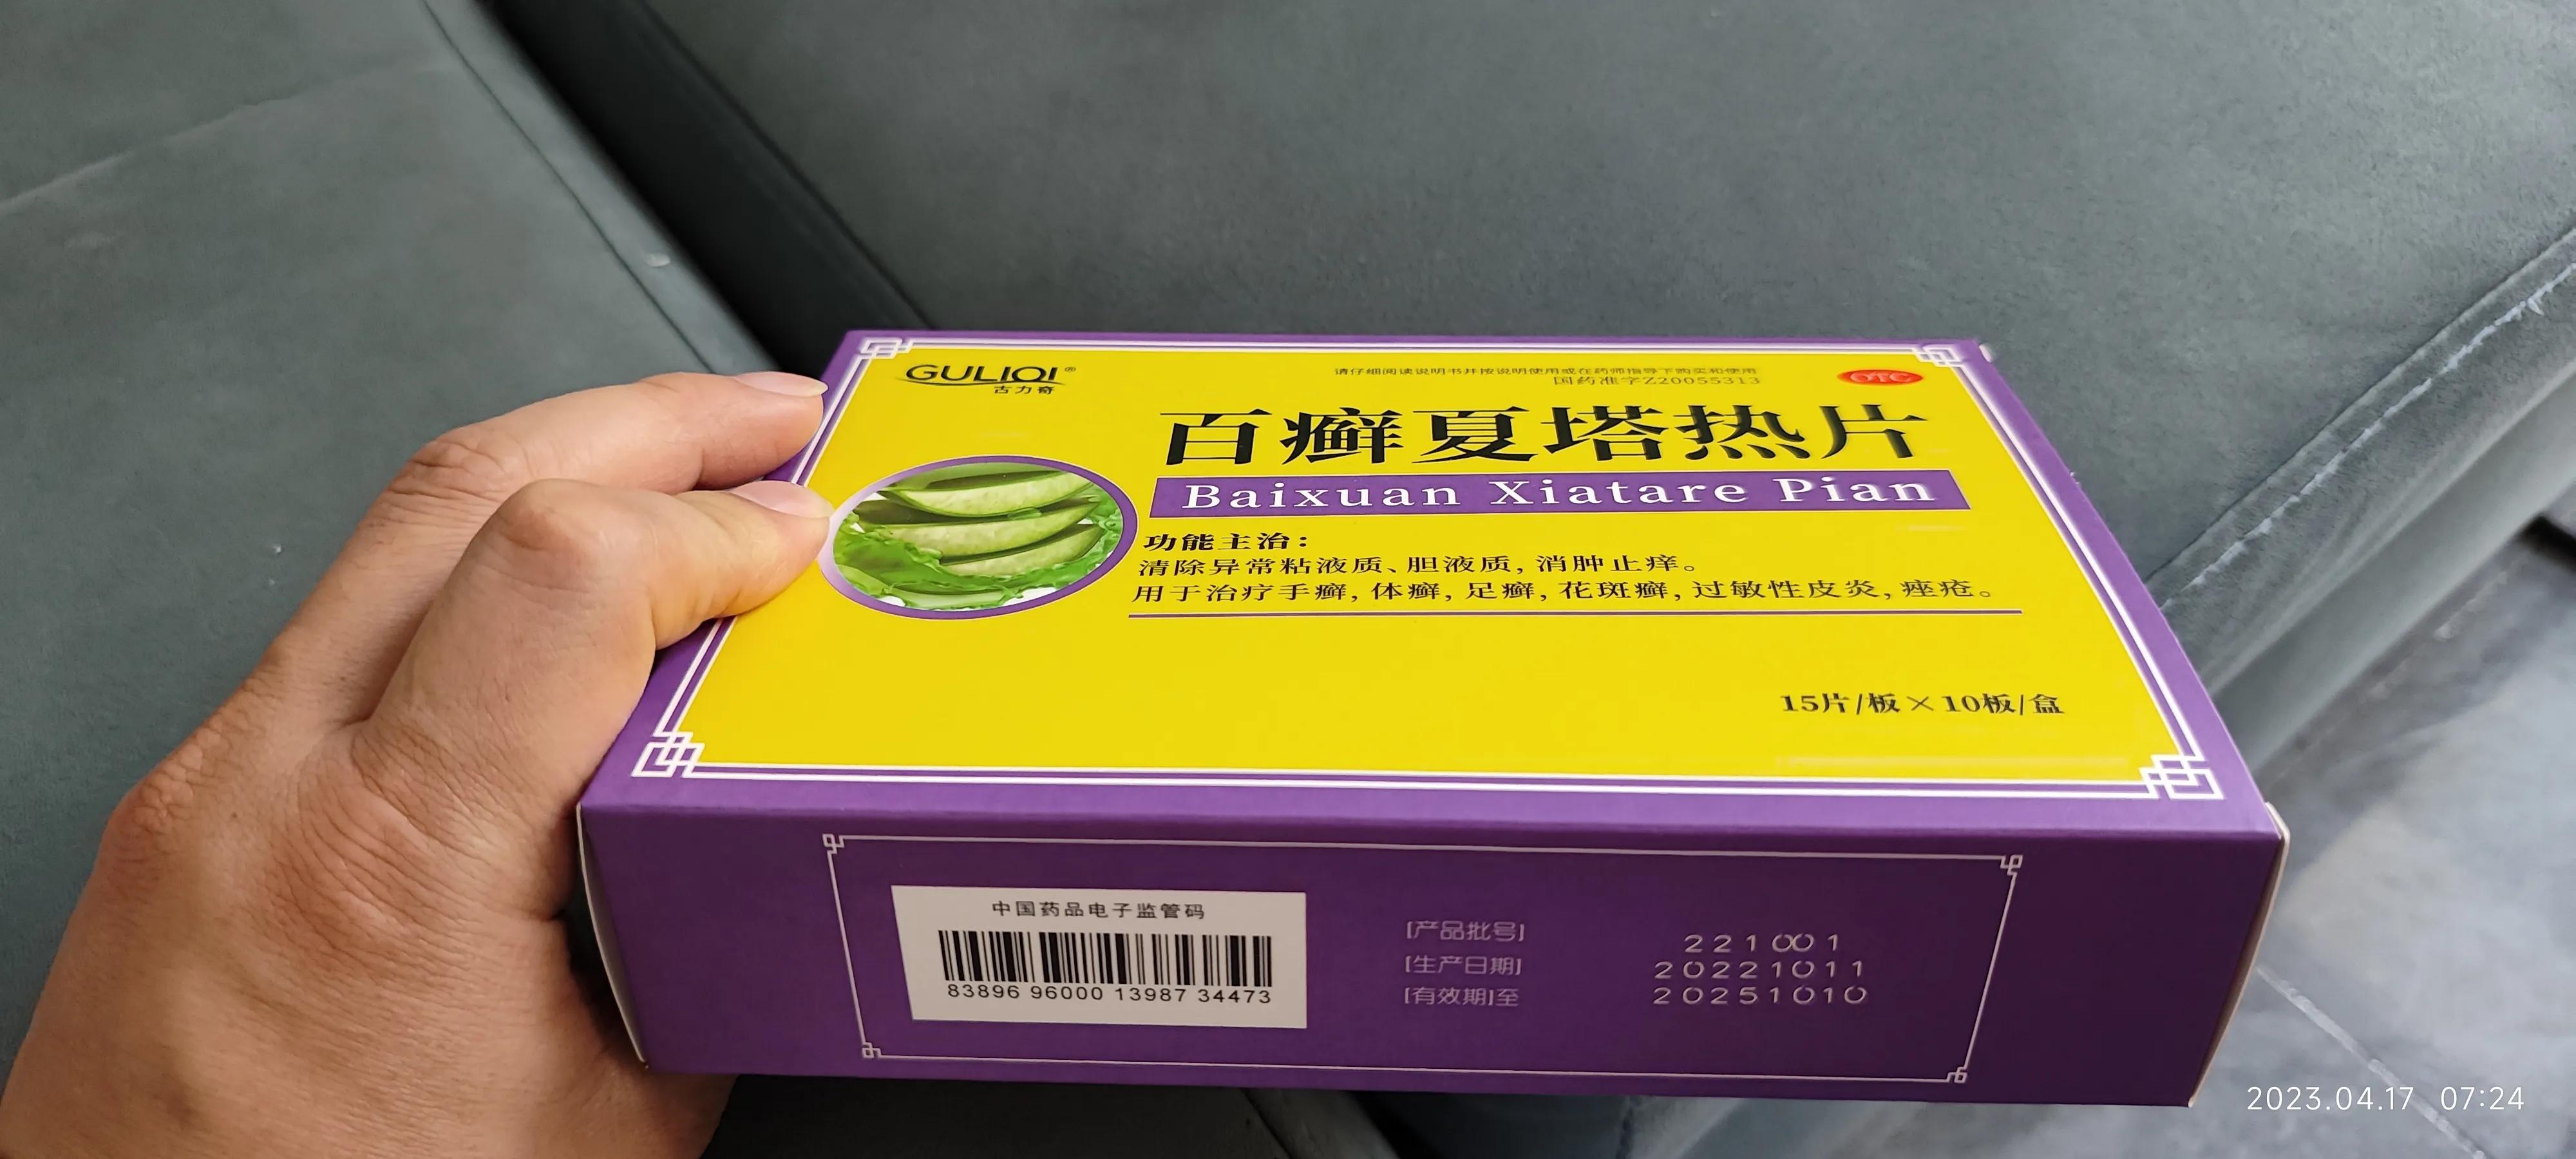 GULIQI®
古力奇
请仔细阅读说明书并按说明使用或在药师指导下购买和使用
国药准字Z20055313
OTC
百癣夏塔热片
Baixuan Xiatare Pian
功能主治：
清除异常粘液质、胆液质，消肿止痒。
用于治疗手癣，体癣，足癣，花斑癣，过敏性皮炎，痤疮。
15片/板×10板/盒
中国药品电子监管码
83896 96000 13987 34473
[产品批号] 221001
[生产日期] 20221011
[有效期]至 20251010
2023.04.17 07:24